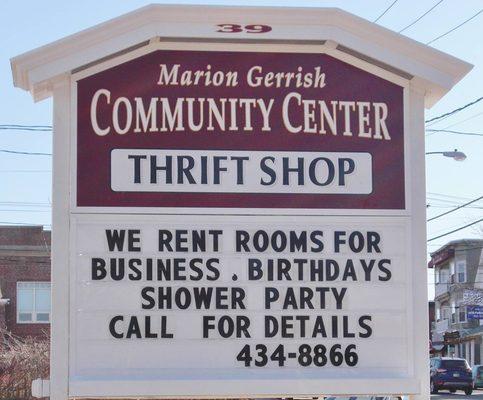 39
Marion Gerrish
COMMUNITY CENTER
THRIFT SHOP
WE RENT ROOMS FOR
BUSINESS . BIRTHDAYS
SHOWER PARTY
CALL FOR DETAILS
434-8866